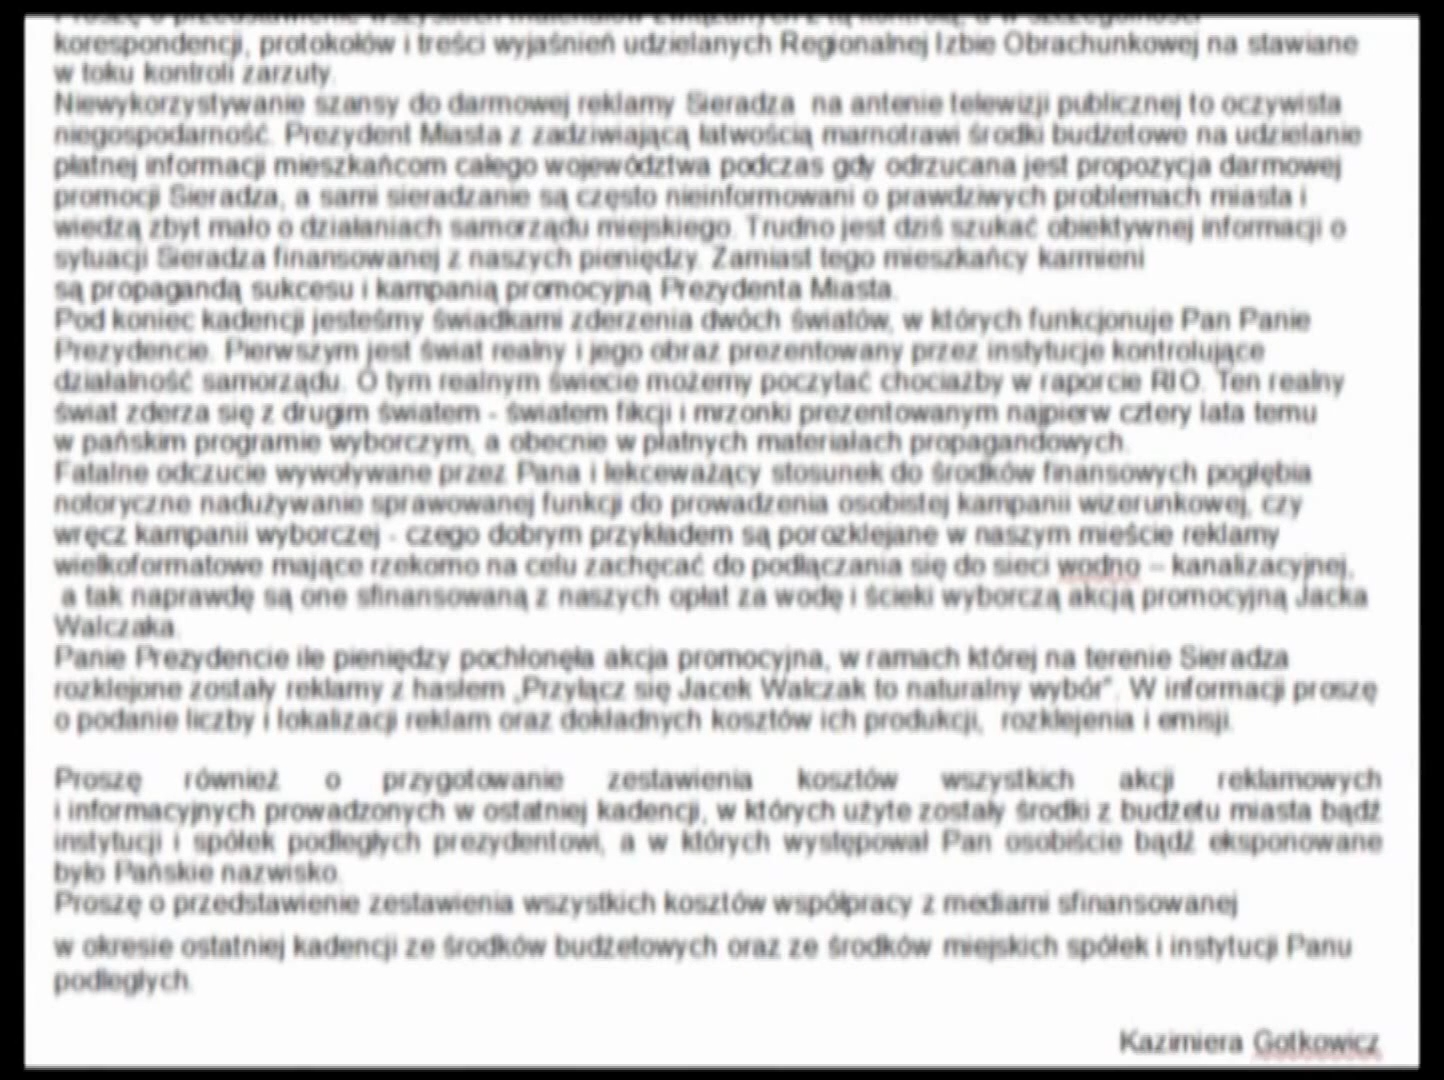 Proszę o przedstawienie wszystkich materiałów związanych z tą kontrolą, a w szczególności
korespondencji, protokołów i treści wyjaśnień udzielanych Regionalnej Izbie Obrachunkowej na stawiane
w toku kontroli zarzuty.
Niewykorzystywanie szansy do darmowej reklamy Sieradza na antenie telewizji publicznej to oczywista
niegospodarność. Prezydent Miasta z zadziwiającą łatwością marnotrawi środki budżetowe na udzielanie
płatnej informacji mieszkańcom całego województwa podczas gdy odrzucana jest propozycja darmowej
promocji Sieradza, a sami sieradzanie są często nieinformowani o prawdziwych problemach miasta i
wiedzą zbyt mało o działaniach samorządu miejskiego. Trudno jest dziś szukać obiektywnej informacji o
sytuacji Sieradza finansowanej z naszych pieniędzy. Zamiast tego mieszkańcy karmieni
są propagandą sukcesu i kampanią promocyjną Prezydenta Miasta.
Pod koniec kadencji jesteśmy świadkami zderzenia dwóch światów, w których funkcjonuje Pan Panie
Prezydencie. Pierwszym jest świat realny i jego obraz prezentowany przez instytucje kontrolujące
działalność samorządu. O tym realnym świecie możemy poczytać chociażby w raporcie RIO. Ten realny
świat zderza się z drugim światem - światem fikcji i mrzonki prezentowanym najpierw cztery lata temu
w pańskim programie wyborczym, a obecnie w płatnych materiałach propagandowych.
Fatalne odczucie wywoływane przez Pana i lekceważący stosunek do środków finansowych pogłębia
notoryczne nadużywanie sprawowanej funkcji do prowadzenia osobistej kampanii wizerunkowej, czy
wręcz kampanii wyborczej - czego dobrym przykładem są porozklejane w naszym mieście reklamy
wielkoformatowe mające rzekomo na celu zachęcać do podłączania się do sieci wodno – kanalizacyjnej,
a tak naprawdę są one sfinansowaną z naszych opłat za wodę i ścieki wyborczą akcją promocyjną Jacka
Walczaka.
Panie Prezydencie ile pieniędzy pochłonęła akcja promocyjna, w ramach której na terenie Sieradza
rozklejone zostały reklamy z hasłem „Przyłącz się Jacek Walczak to naturalny wybór”. W informacji proszę
o podanie liczby i lokalizacji reklam oraz dokładnych kosztów ich produkcji, rozklejenia i emisji.
Proszę również o przygotowanie zestawienia kosztów wszystkich akcji reklamowych
i informacyjnych prowadzonych w ostatniej kadencji, w których użyte zostały środki z budżetu miasta bądź
instytucji i spółek podległych prezydentowi, a w których występował Pan osobiście bądź eksponowane
było Pańskie nazwisko.
Proszę o przedstawienie zestawienia wszystkich kosztów współpracy z mediami sfinansowanej
w okresie ostatniej kadencji ze środków budżetowych oraz ze środków miejskich spółek i instytucji Panu
podległych.
Kazimiera Gotkowicz